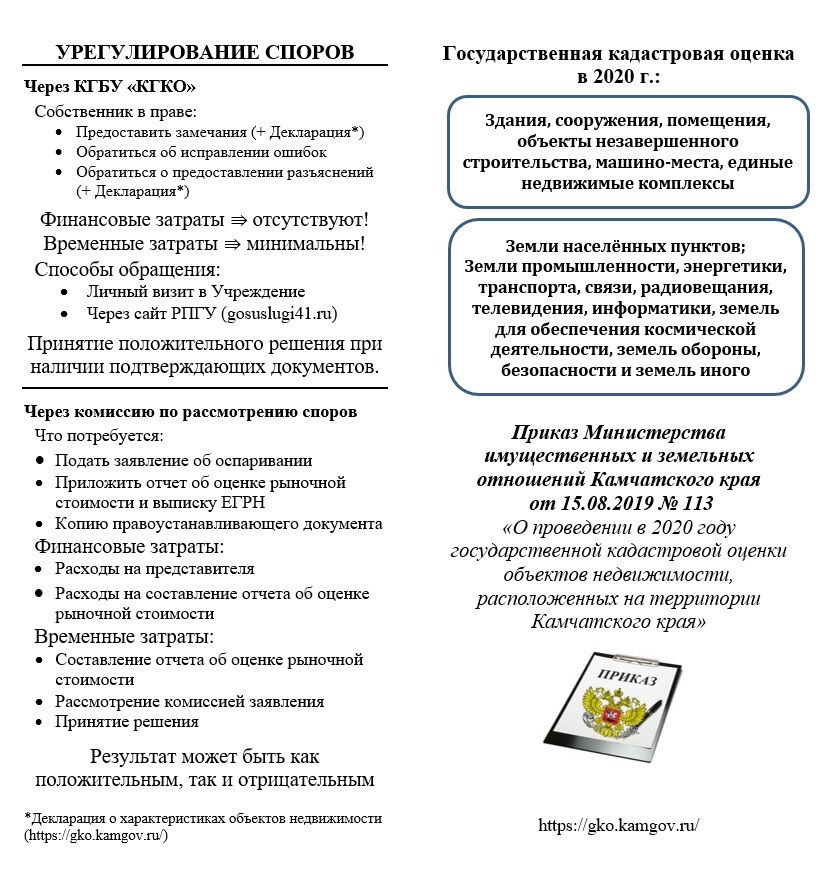 УРЕГУЛИРОВАНИЕ СПОРОВ
Через КГБУ «КГКО»
Собственник в праве:
• Предоставить замечания (+ Декларация*)
• Обратиться об исправлении ошибок
• Обратиться о предоставлении разъяснений
(+ Декларация*)
Финансовые затраты ⇛ отсутствуют!
Временные затраты ⇛ минимальны!
Способы обращения:
• Личный визит в Учреждение
• Через сайт РПГУ (gosuslugi41.ru)
Принятие положительного решения при
наличии подтверждающих документов.
Через комиссию по рассмотрению споров
Что потребуется:
• Подать заявление об оспаривании
• Приложить отчет об оценке рыночной
стоимости и выписку ЕГРН
• Копию правоустанавливающего документа
Финансовые затраты:
• Расходы на представителя
• Расходы на составление отчета об оценке
рыночной стоимости
Временные затраты:
• Составление отчета об оценке рыночной
стоимости
• Рассмотрение комиссией заявления
• Принятие решения
Результат может быть как
положительным, так и отрицательным
*Декларация о характеристиках объектов недвижимости
(https://gko.kamgov.ru/)
Государственная кадастровая оценка
в 2020 г.:
Здания, сооружения, помещения,
объекты незавершенного
строительства, машино-места, единые
недвижимые комплексы
Земли населённых пунктов;
Земли промышленности, энергетики,
транспорта, связи, радиовещания,
телевидения, информатики, земель
для обеспечения космической
деятельности, земель обороны,
безопасности и земель иного
Приказ Министерства
имущественных и земельных
отношений Камчатского края
от 15.08.2019 № 113
«О проведении в 2020 году
государственной кадастровой оценки
объектов недвижимости,
расположенных на территории
Камчатского края»
ПРИКАЗ
https://gko.kamgov.ru/